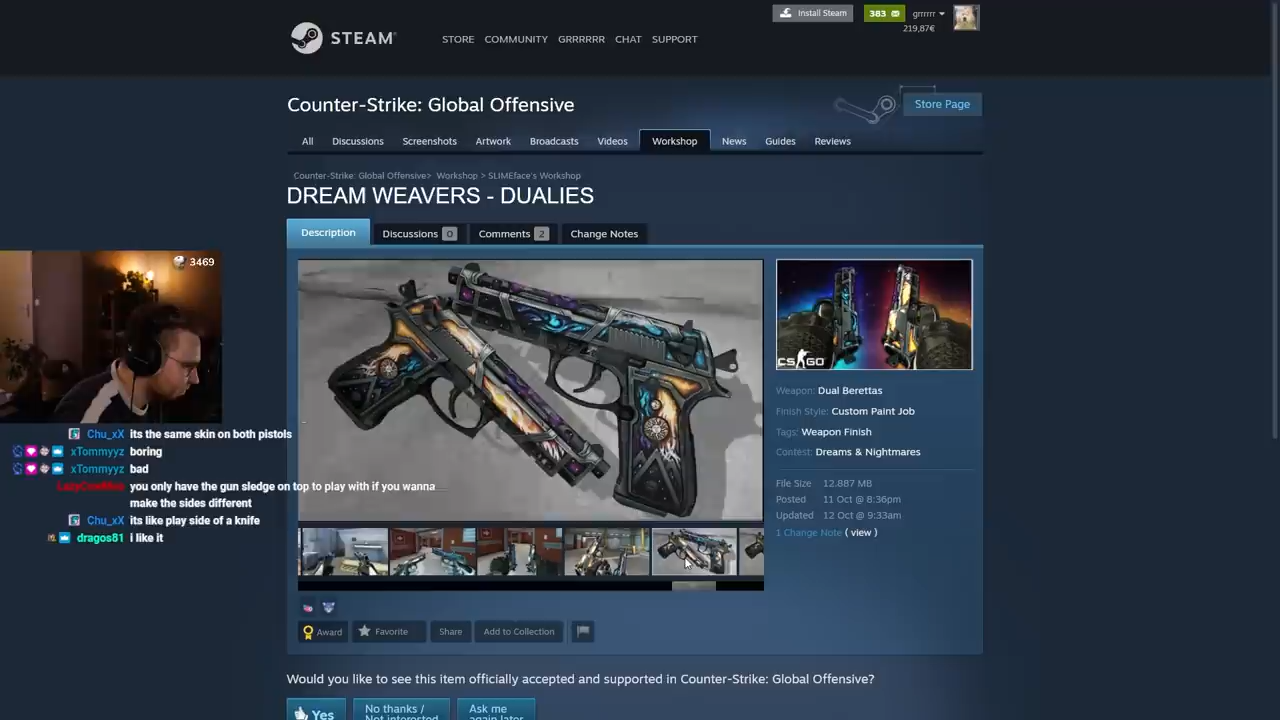 Install Steam
383
grrrrrr
219,87€
STEAM
STORE COMMUNITY GRRRRRR CHAT SUPPORT
Counter-Strike: Global Offensive
Store Page
All Discussions Screenshots Artwork Broadcasts Videos Workshop News Guides Reviews
Counter-Strike: Global Offensive> Workshop > SLIMEface's Workshop
DREAM WEAVERS - DUALIES
Description Discussions 0 Comments 2 Change Notes
3469
CS GO
Weapon: Dual Berettas
Finish Style: Custom Paint Job
Tags: Weapon Finish
Contest: Dreams & Nightmares
File Size 12.887 MB
Posted 11 Oct @ 8:36pm
Updated 12 Oct @ 9:33am
1 Change Note ( view )
Chu_xX its the same skin on both pistols
xTommyyz boring
xTommyyz bad
you only have the gun sledge on top to play with if you wanna
make the sides different
Chu_xX its like play side of a knife
dragos81 i like it
Award Favorite Share Add to Collection
Would you like to see this item officially accepted and supported in Counter-Strike: Global Offensive?
Yes
No thanks /
Not interested
Ask me
again later